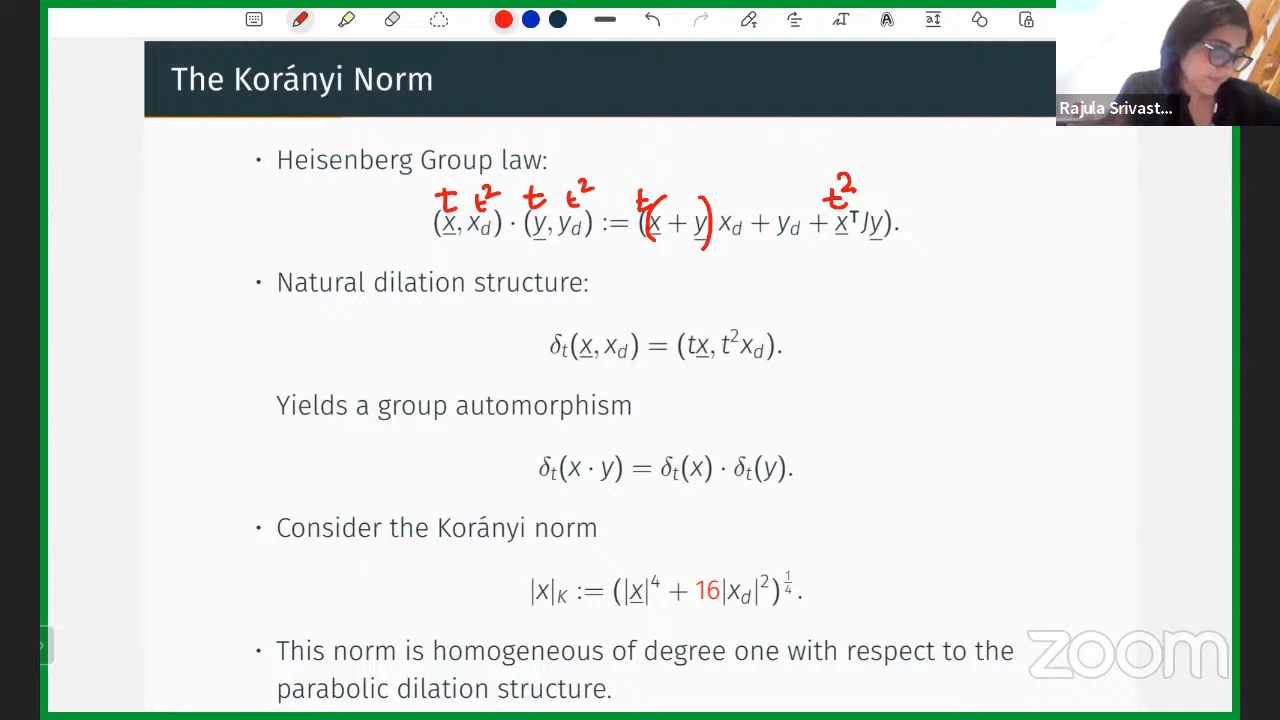 The Korányi Norm
Rajula Srivast...
• Heisenberg Group law:
t t² t t² t t²
(x̲, x_d) · (y̲, y_d) := (x̲ + y̲) x_d + y_d + x̲ᵀJy̲).
• Natural dilation structure:
δ_t(x̲, x_d) = (tx̲, t²x_d).
Yields a group automorphism
δ_t(x · y) = δ_t(x) · δ_t(y).
• Consider the Korányi norm
|x|_K := (|x̲|⁴ + 16|x_d|²)^{1/4}.
• This norm is homogeneous of degree one with respect to the
parabolic dilation structure.
zoom